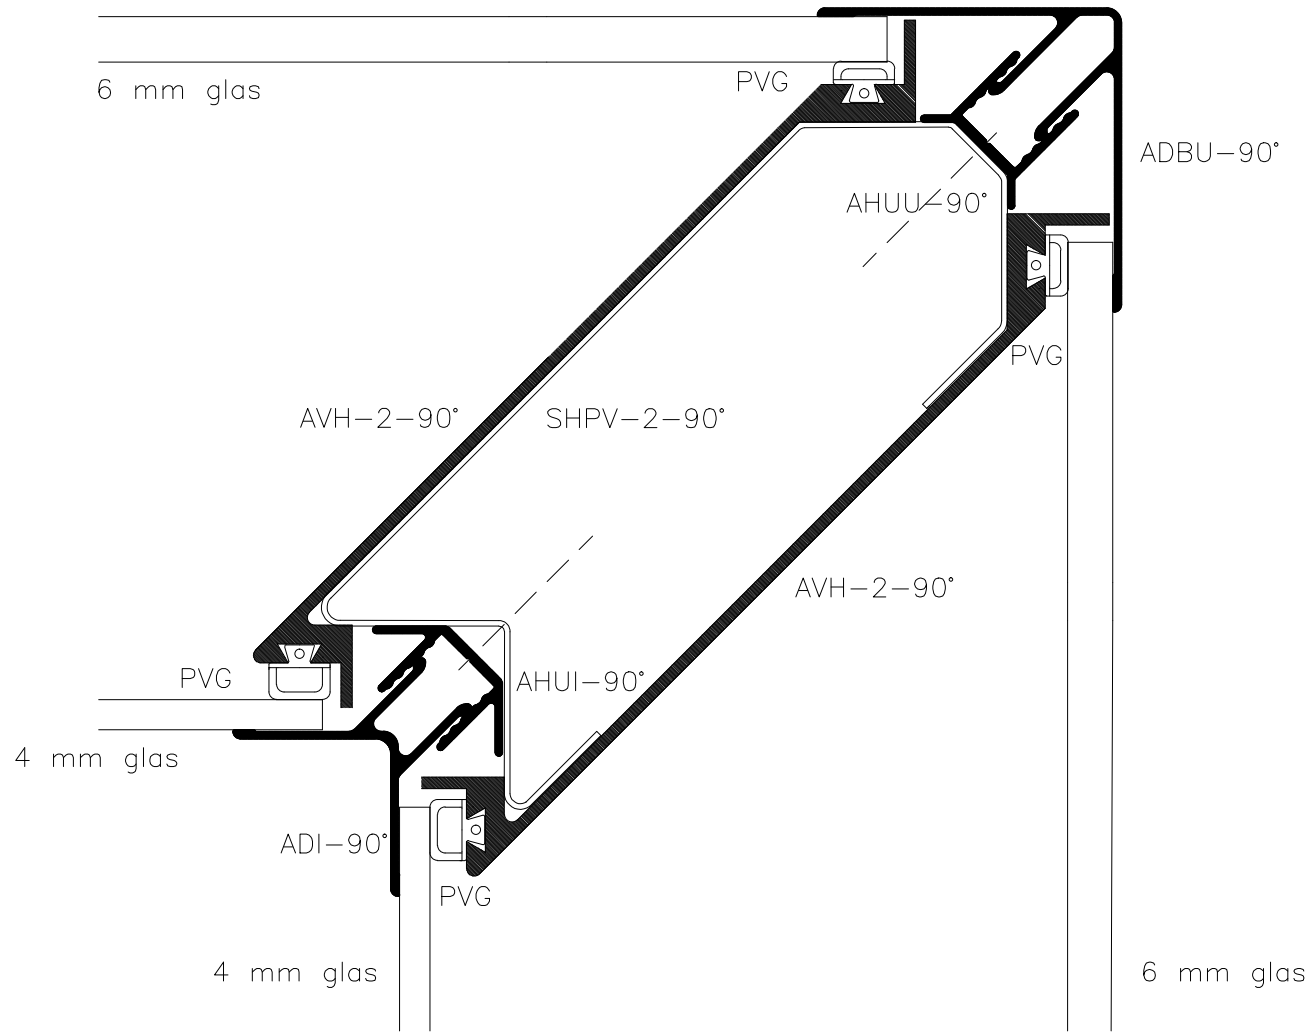 PVG
6 mm glas
ADBU-90°
AHUU-90°
PVG
AVH-2-90°
SHPV-2-90°
AVH-2-90°
PVG
AHUI-90°
4 mm glas
ADI-90°
PVG
4 mm glas
6 mm glas